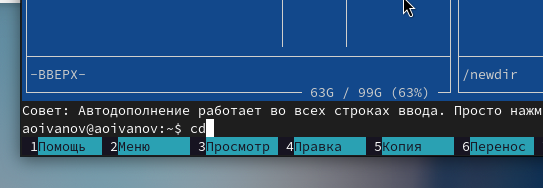 -ВВЕРХ-
/newdir
63G / 99G (63%)
Совет: Автодополнение работает во всех строках ввода. Просто нажм
aoivanov@aoivanov:~$ cd
1Помощь 2Меню 3Просмотр 4Правка 5Копия 6Перенос